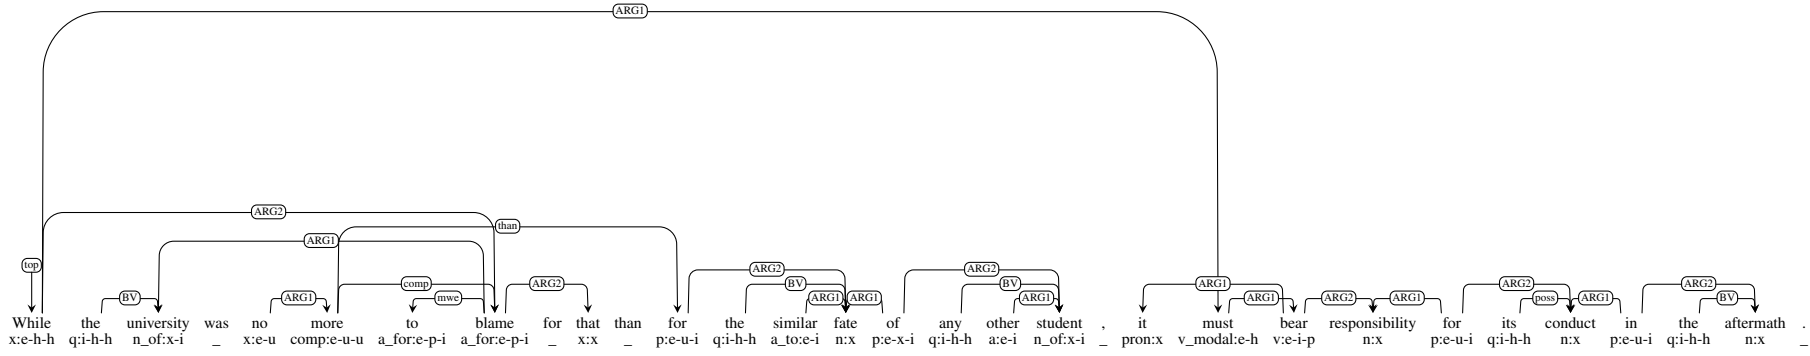 ARG1
ARG2
than
ARG1
top
ARG2 ARG2 ARG2 ARG2
BV ARG1 comp mwe ARG2 BV ARG1 ARG1 BV ARG1 ARG1 ARG1 ARG2 ARG1 poss ARG1 BV
While the university was no more to blame for that than for the similar fate of any other student , it must bear responsibility for its conduct in the aftermath .
x:e-h-h q:i-h-h n_of:x-i _ x:e-u comp:e-u-u a_for:e-p-i a_for:e-p-i _ x:x _ p:e-u-i q:i-h-h a_to:e-i n:x p:e-x-i q:i-h-h a:e-i n_of:x-i _ pron:x v_modal:e-h v:e-i-p n:x p:e-u-i q:i-h-h n:x p:e-u-i q:i-h-h n:x _